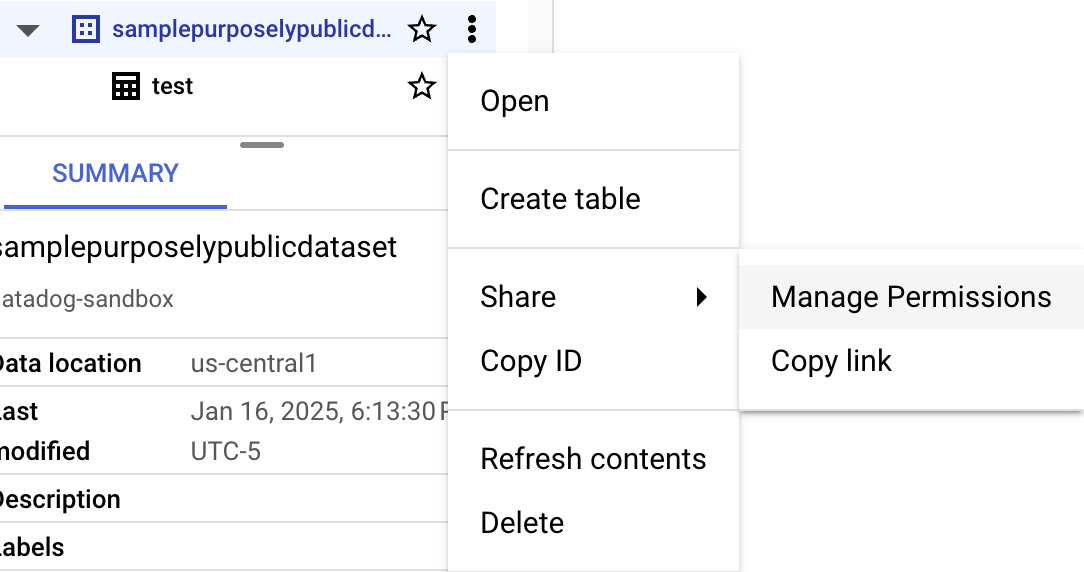 samplepurposelypublicd...
test
Open
Create table
Share
Manage Permissions
Copy ID
Copy link
Refresh contents
Delete
SUMMARY
samplepurposelypublicdataset
atadog-sandbox
Data location us-central1
Last Jan 16, 2025, 6:13:30
modified UTC-5
Description
Labels